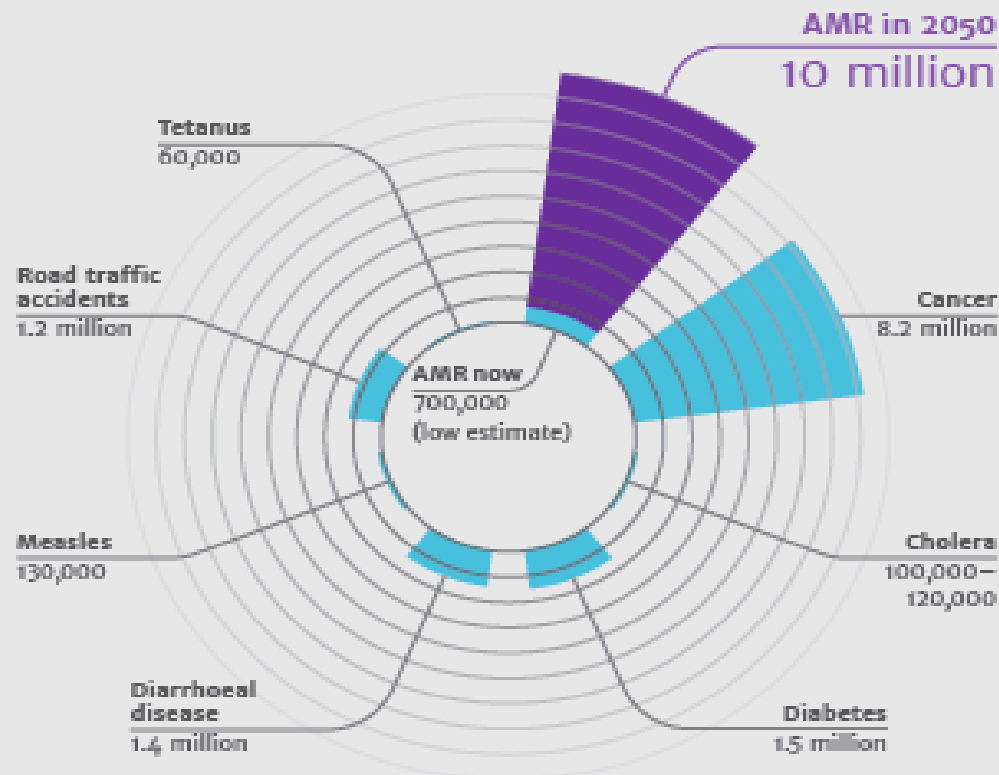 AMR in 2050
10 million
Tetanus
60,000
Road traffic
accidents
1.2 million
Cancer
8.2 million
AMR now
700,000
(low estimate)
Measles
130,000
Cholera
100,000–
120,000
Diarrhoeal
disease
1.4 million
Diabetes
1.5 million